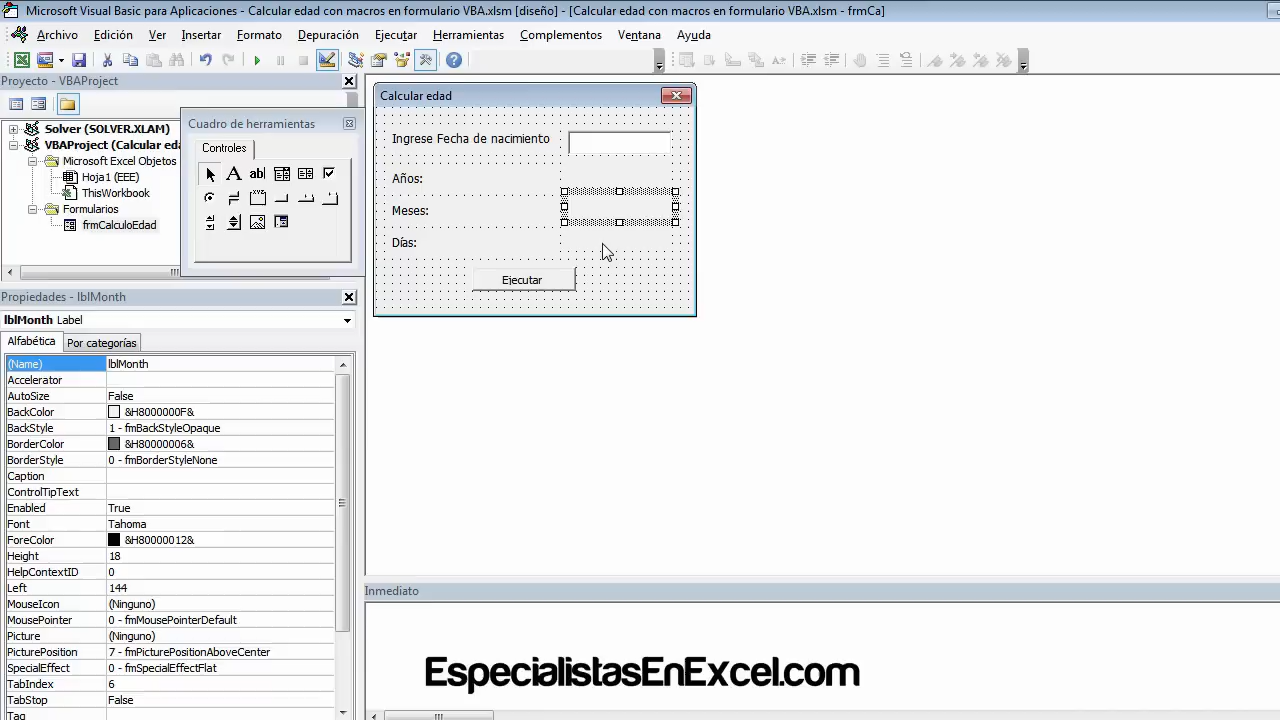 Microsoft Visual Basic para Aplicaciones - Calcular edad con macros en formulario VBA.xlsm [diseño] - [Calcular edad con macros en formulario VBA.xlsm - frmCa]
Archivo Edición Ver Insertar Formato Depuración Ejecutar Herramientas Complementos Ventana Ayuda
Proyecto - VBAProject
Solver (SOLVER.XLAM)
VBAProject (Calcular eda
Microsoft Excel Objetos
Hoja1 (EEE)
ThisWorkbook
Formularios
frmCalculoEdad
Cuadro de herramientas
Controles
Calcular edad
Ingrese Fecha de nacimiento
Años:
Meses:
Días:
Ejecutar
Propiedades - lblMonth
lblMonth Label
Alfabética Por categorías
(Name) lblMonth
Accelerator
AutoSize False
BackColor &H8000000F&
BackStyle 1 - fmBackStyleOpaque
BorderColor &H80000006&
BorderStyle 0 - fmBorderStyleNone
Caption
ControlTipText
Enabled True
Font Tahoma
ForeColor &H80000012&
Height 18
HelpContextID 0
Left 144
MouseIcon (Ninguno)
MousePointer 0 - fmMousePointerDefault
Picture (Ninguno)
PicturePosition 7 - fmPicturePositionAboveCenter
SpecialEffect 0 - fmSpecialEffectFlat
TabIndex 6
TabStop False
Tag
Inmediato
EspecialistasEnExcel.com